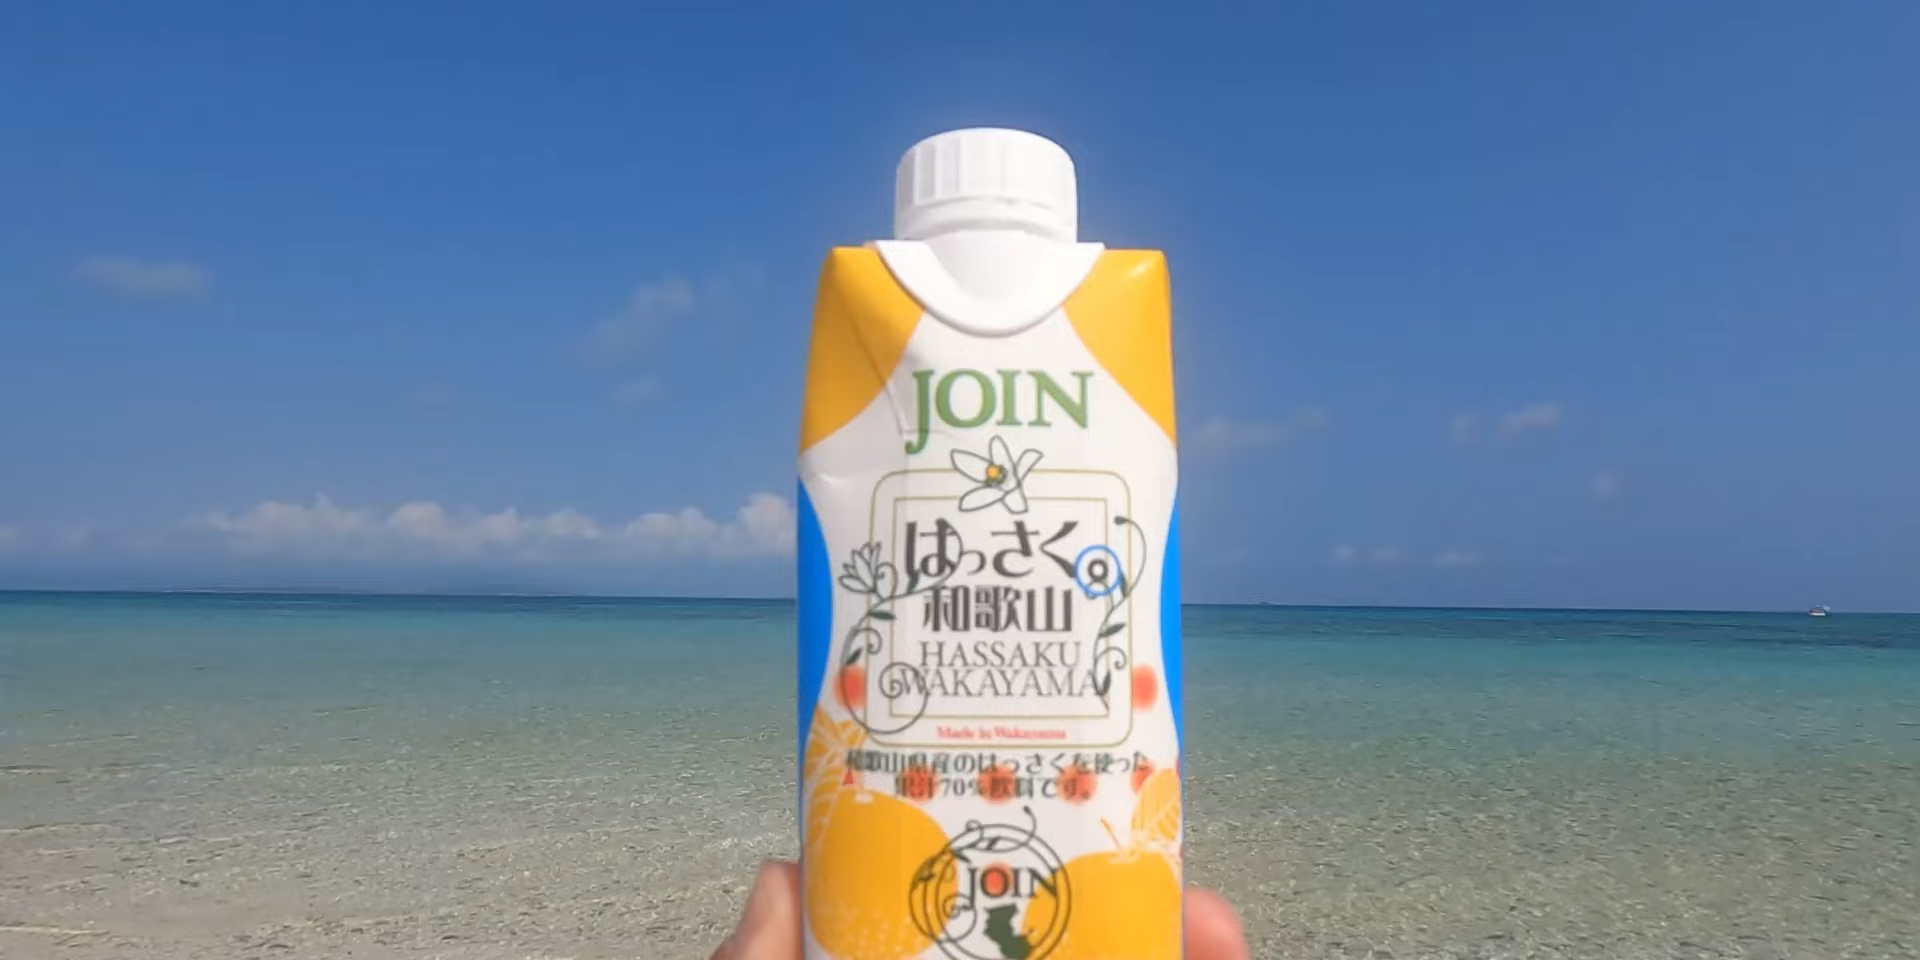 JOIN
はっさく
和歌山
HASSAKU
WAKAYAMA
Made in Wakayama
和歌山県産のはっさくを使った
果汁70%飲料です。
JOIN